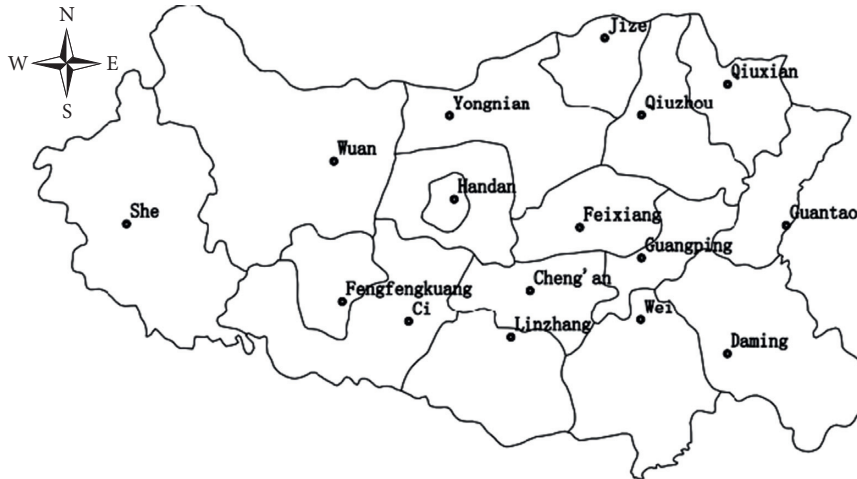 N
W E
S
Jize
Qiuxian
Yongnian
Qiuzhou
Wuan
Handan
She
Feixiang
Guantao
Guangping
Cheng'an
Fengfengkuang
Ci
Wei
Linzhang
Daming